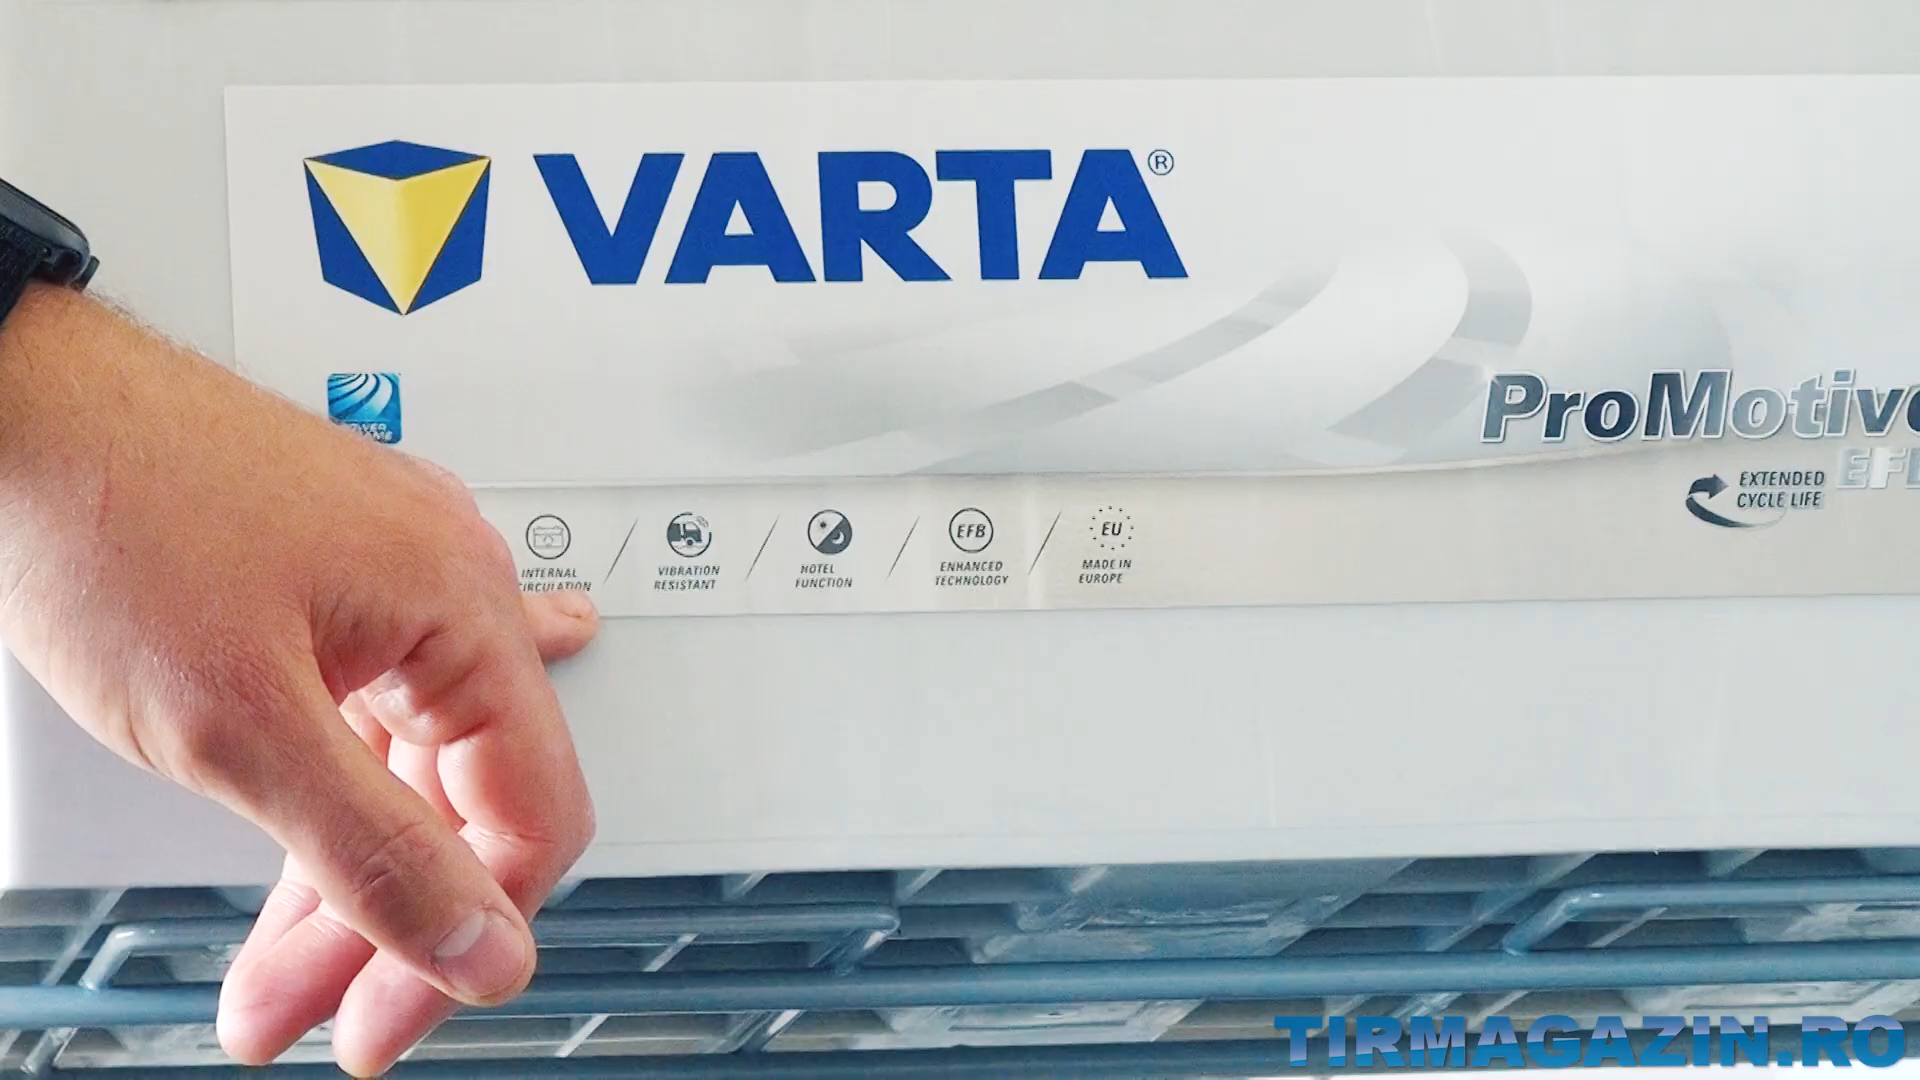 VARTA®
ProMotive
EFB
EXTENDED
CYCLE LIFE
INTERNAL
CIRCULATION
VIBRATION
RESISTANT
HOTEL
FUNCTION
EFB
ENHANCED
TECHNOLOGY
EU
MADE IN
EUROPE
TIRMAGAZIN.RO